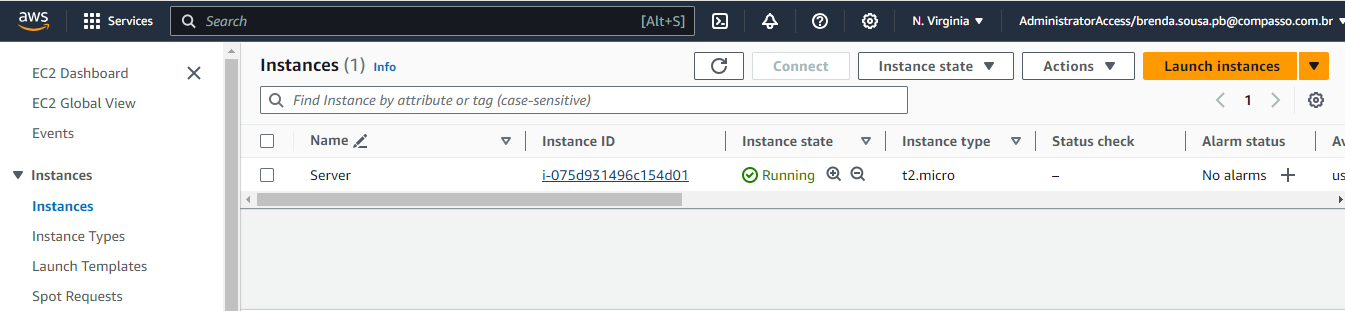 aws Services Search [Alt+S] N. Virginia AdministratorAccess/brenda.sousa.pb@compasso.com.br
EC2 Dashboard
EC2 Global View
Events
Instances
Instances
Instance Types
Launch Templates
Spot Requests
Instances (1) Info Connect Instance state Actions Launch instances
Find Instance by attribute or tag (case-sensitive) 1
Name Instance ID Instance state Instance type Status check Alarm status Av
Server i-075d931496c154d01 Running t2.micro – No alarms us